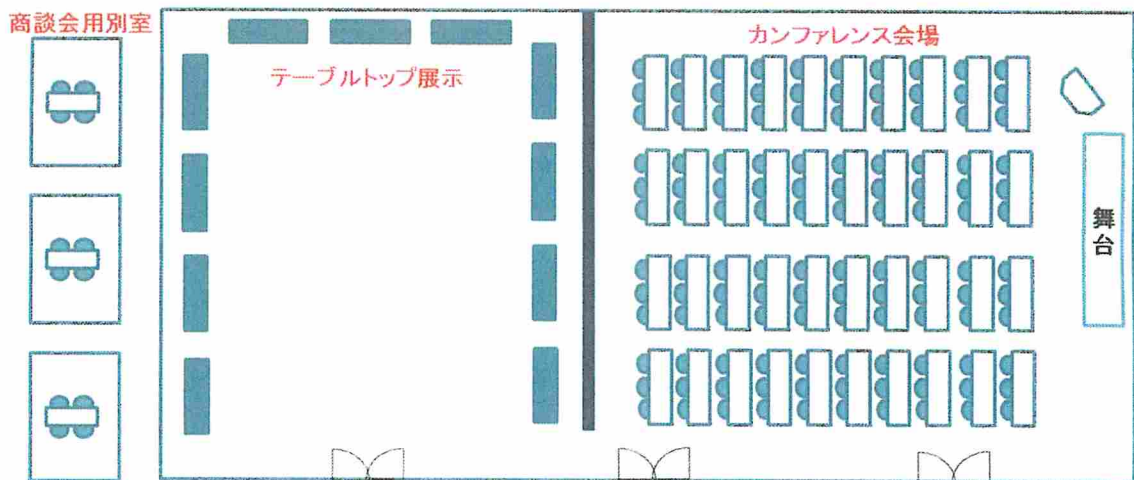 商談会用別室
テーブルトップ展示
カンファレンス会場
舞台